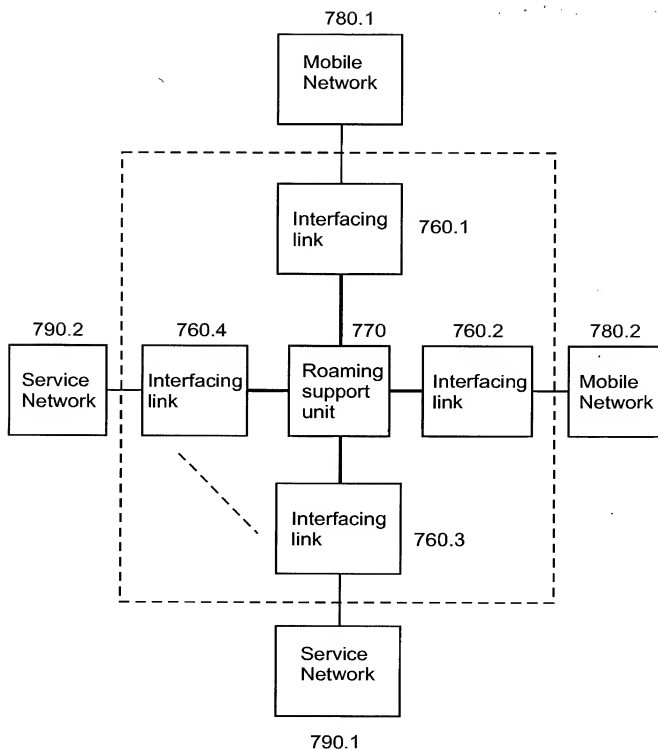 780.1
Mobile
Network
Interfacing
link
760.1
790.2
760.4
770
760.2
780.2
Service
Network
Interfacing
link
Roaming
support
unit
Interfacing
link
Mobile
Network
Interfacing
link
760.3
Service
Network
790.1